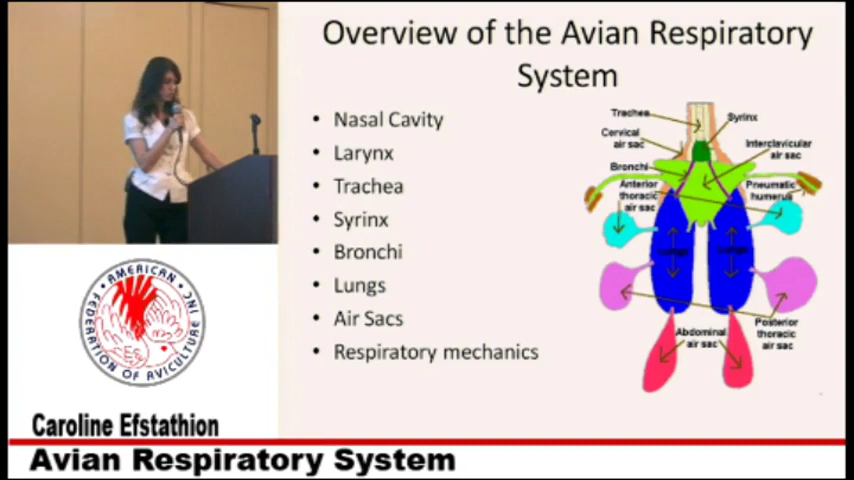 Overview of the Avian Respiratory
System
• Nasal Cavity
• Larynx
• Trachea
• Syrinx
• Bronchi
• Lungs
• Air Sacs
• Respiratory mechanics
Trachea
Syrinx
Cervical
air sac
Interclavicular
air sac
Bronchi
Anterior
thoracic
air sac
Pneumatic
humerus
Lungs
Lungs
Abdominal
air sac
Posterior
thoracic
air sac
• AMERICAN •
FEDERATION OF AVICULTURE INC
Caroline Efstathion
Avian Respiratory System